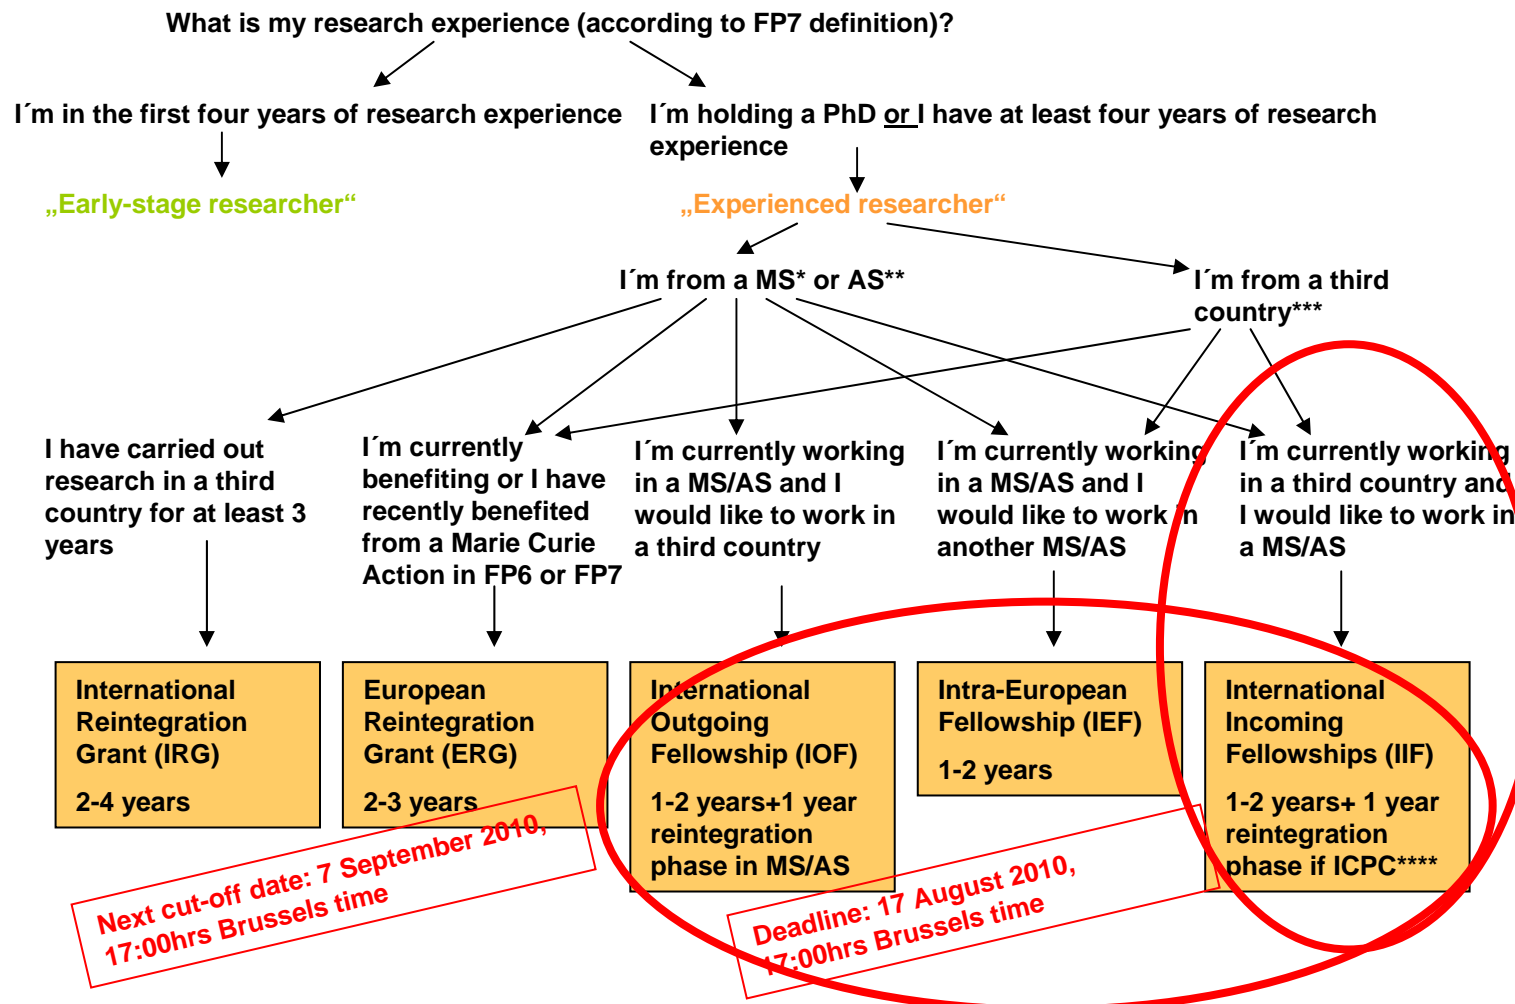 What is my research experience (according to FP7 definition)?
I´m in the first four years of research experience
I´m holding a PhD or I have at least four years of research
experience
„Early-stage researcher“
„Experienced researcher“
I´m from a MS* or AS**
I´m from a third
country***
I have carried out
research in a third
country for at least 3
years
I´m currently
benefiting or I have
recently benefited
from a Marie Curie
Action in FP6 or FP7
I´m currently working
in a MS/AS and I
would like to work in
a third country
I´m currently working
in a MS/AS and I
would like to work in
another MS/AS
I´m currently working
in a third country and
I would like to work in
a MS/AS
International
Reintegration
Grant (IRG)
2-4 years
European
Reintegration
Grant (ERG)
2-3 years
International
Outgoing
Fellowship (IOF)
1-2 years+1 year
reintegration
phase in MS/AS
Intra-European
Fellowship (IEF)
1-2 years
International
Incoming
Fellowships (IIF)
1-2 years+ 1 year
reintegration
phase if ICPC****
Next cut-off date: 7 September 2010,
17:00hrs Brussels time
Deadline: 17 August 2010,
17:00hrs Brussels time